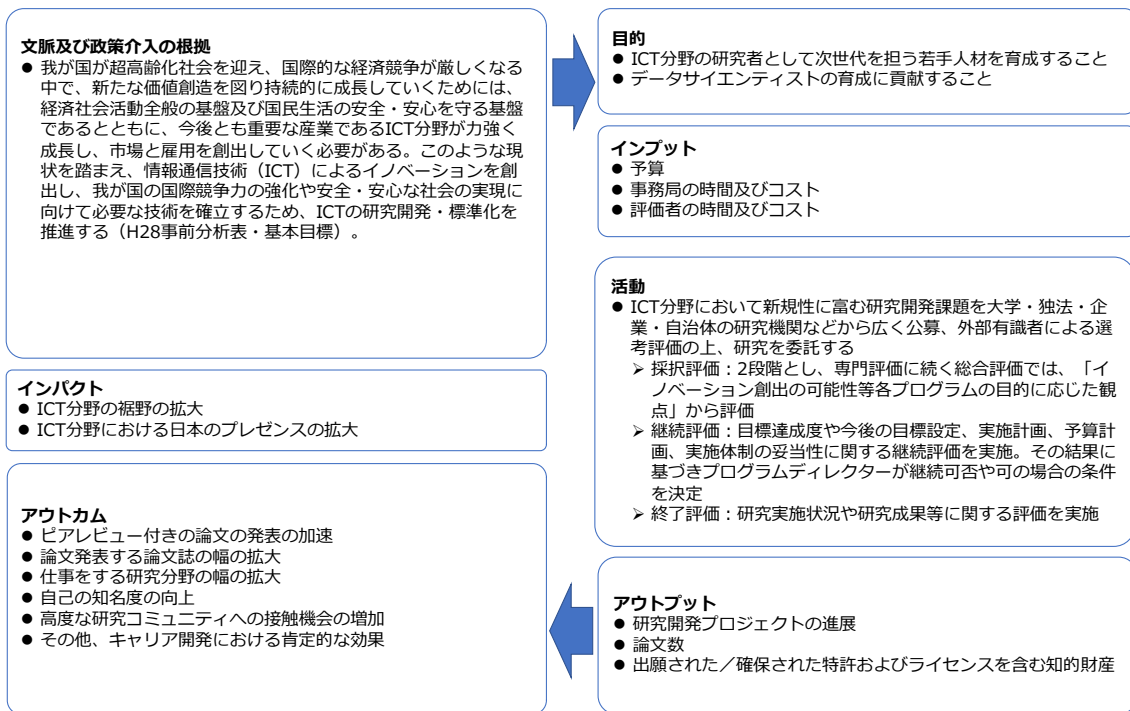 文脈及び政策介入の根拠
● 我が国が超高齢化社会を迎え、国際的な経済競争が厳しくなる
中で、新たな価値創造を図り持続的に成長していくためには、
経済社会活動全般の基盤及び国民生活の安全・安心を守る基盤
であるとともに、今後とも重要な産業であるICT分野が力強く
成長し、市場と雇用を創出していく必要がある。このような現
状を踏まえ、情報通信技術（ICT）によるイノベーションを創
出し、我が国の国際競争力の強化や安全・安心な社会の実現に
向けて必要な技術を確立するため、ICTの研究開発・標準化を
推進する（H28事前分析表・基本目標）。
目的
● ICT分野の研究者として次世代を担う若手人材を育成すること
● データサイエンティストの育成に貢献すること
インプット
● 予算
● 事務局の時間及びコスト
● 評価者の時間及びコスト
活動
● ICT分野において新規性に富む研究開発課題を大学・独法・企
業・自治体の研究機関などから広く公募、外部有識者による選
考評価の上、研究を委託する
➢ 採択評価：2段階とし、専門評価に続く総合評価では、「イ
ノベーション創出の可能性等各プログラムの目的に応じた観
点」から評価
➢ 継続評価：目標達成度や今後の目標設定、実施計画、予算計
画、実施体制の妥当性に関する継続評価を実施。その結果に
基づきプログラムディレクターが継続可否や可の場合の条件
を決定
➢ 終了評価：研究実施状況や研究成果等に関する評価を実施
インパクト
● ICT分野の裾野の拡大
● ICT分野における日本のプレゼンスの拡大
アウトカム
● ピアレビュー付きの論文の発表の加速
● 論文発表する論文誌の幅の拡大
● 仕事をする研究分野の幅の拡大
● 自己の知名度の向上
● 高度な研究コミュニティへの接触機会の増加
● その他、キャリア開発における肯定的な効果
アウトプット
● 研究開発プロジェクトの進展
● 論文数
● 出願された／確保された特許およびライセンスを含む知的財産